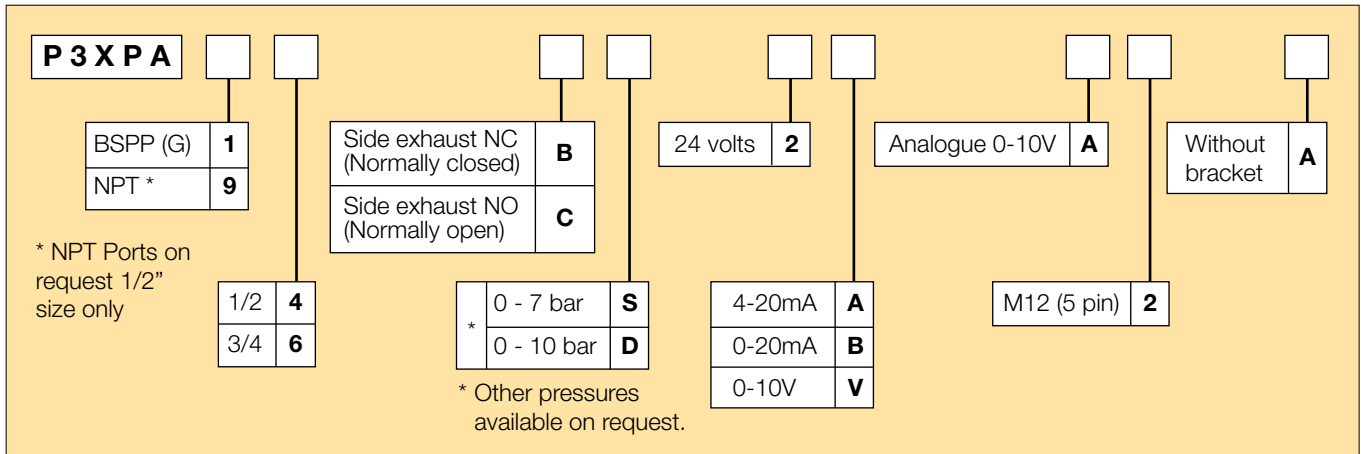 P3XPA
BSPP (G) 1
NPT * 9
* NPT Ports on
request 1/2”
size only
1/2 4
3/4 6
Side exhaust NC
(Normally closed) B
Side exhaust NO
(Normally open) C
* 0 - 7 bar S
0 - 10 bar D
* Other pressures
available on request.
24 volts 2
4-20mA A
0-20mA B
0-10V V
Analogue 0-10V A
M12 (5 pin) 2
Without
bracket A